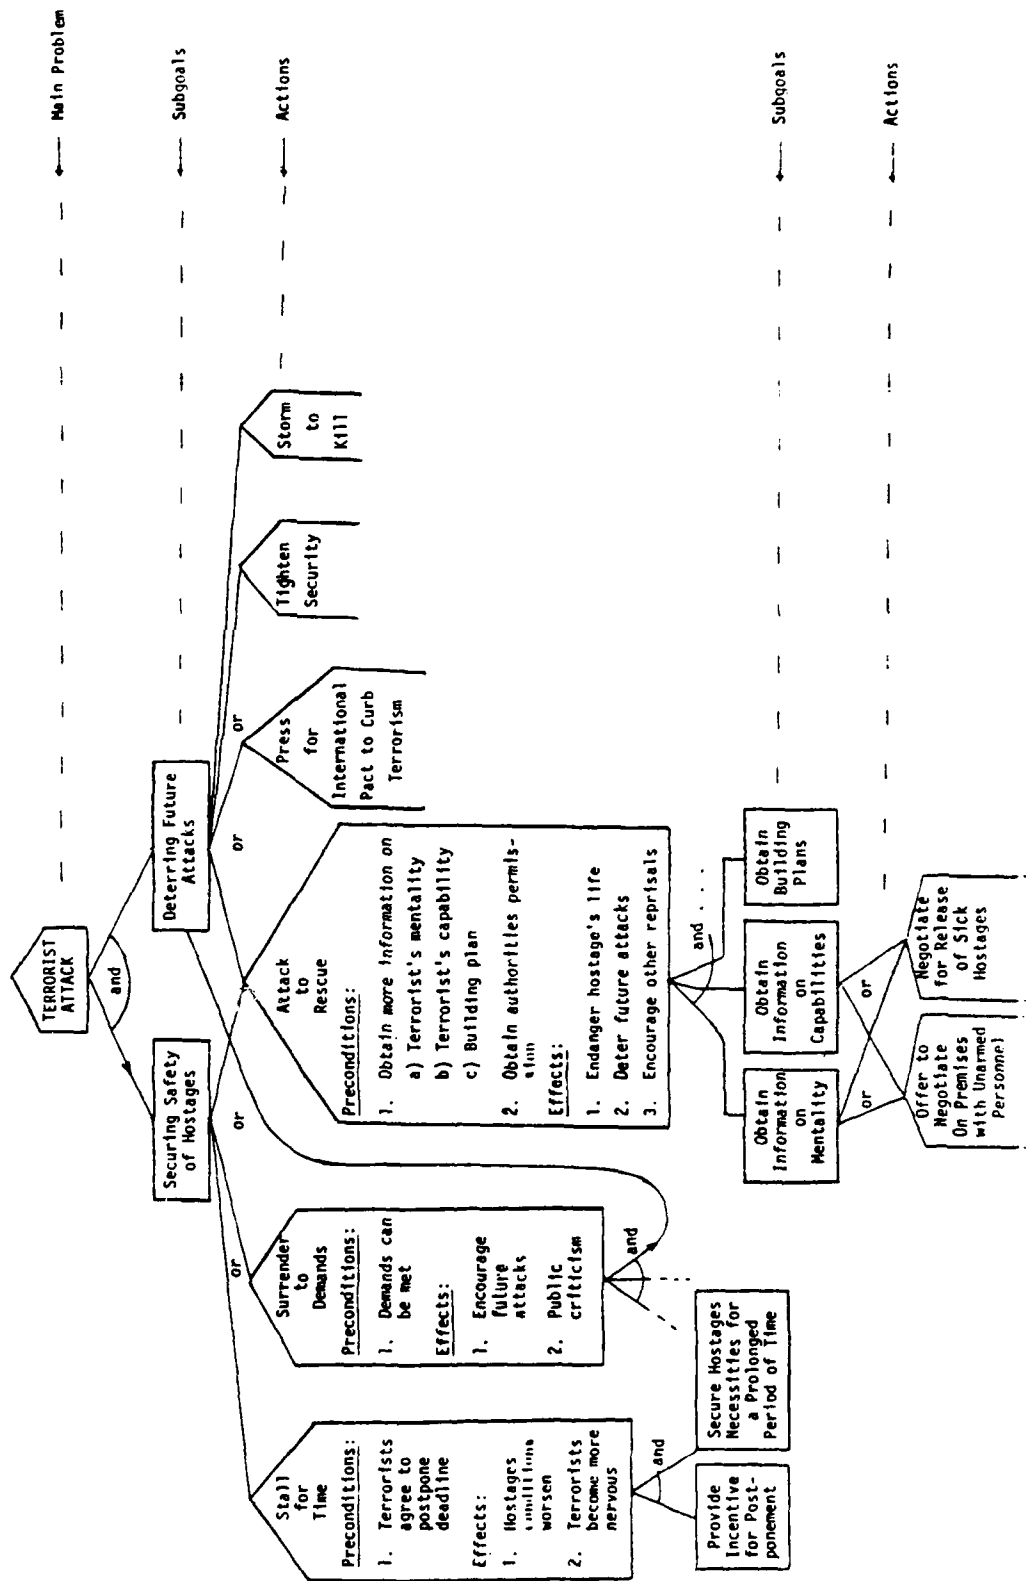 TERRORIST
ATTACK
and
Main Problem
Securing Safety
of Hostages
Deterring Future
Attacks
Subgoals
or
or
or
or
Stall
for
Time
Preconditions:
1. Terrorists
agree to
postpone
deadline
Effects:
1. Hostages
conditions
worsen
2. Terrorists
become more
nervous
Surrender
to
Demands
Preconditions:
1. Demands can
be met
Effects:
1. Encourage
future
attacks
2. Public
criticism
Attack
to
Rescue
Preconditions:
1. Obtain more information on
a) Terrorist's mentality
b) Terrorist's capability
c) Building plan
2. Obtain authorities permis-
sion
Effects:
1. Endanger hostage's life
2. Deter future attacks
3. Encourage other reprisals
Press
for
International
Pact to Curb
Terrorism
Tighten
Security
Storm
to
Kill
Actions
and
and
and . . . .
Provide
Incentive
for Post-
ponement
Secure Hostages
Necessities for
a Prolonged
Period of Time
Obtain
Information
on
Mentality
Obtain
Information
on
Capabilities
Obtain
Building
Plans
Subgoals
or
or
Offer to
Negotiate
On Premises
with Unarmed
Personnel
Negotiate
for Release
of Sick
Hostages
Actions